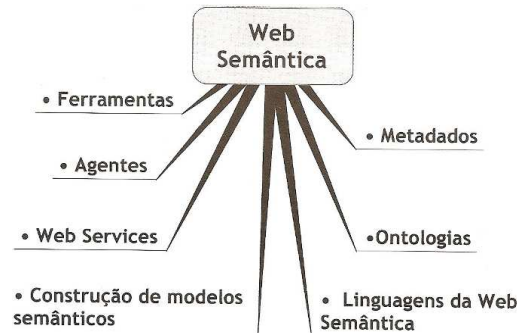 Web
Semântica
• Ferramentas
• Metadados
• Agentes
• Web Services
•Ontologias
• Construção de modelos
semânticos
• Linguagens da Web
Semântica